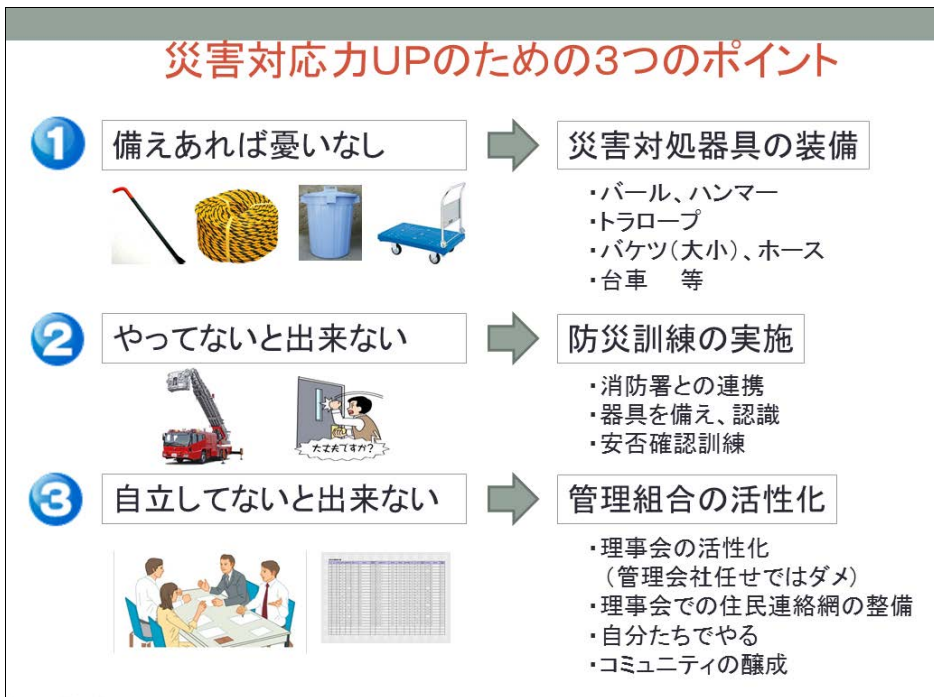 災害対応力UPのための3つのポイント
1
備えあれば憂いなし
災害対処器具の装備
・バール、ハンマー
・トラロープ
・バケツ(大小)、ホース
・台車 等
2
やってないと出来ない
防災訓練の実施
・消防署との連携
・器具を備え、認識
・安否確認訓練
大丈夫ですか?
3
自立してないと出来ない
管理組合の活性化
・理事会の活性化
(管理会社任せではダメ)
・理事会での住民連絡網の整備
・自分たちでやる
・コミュニティの醸成